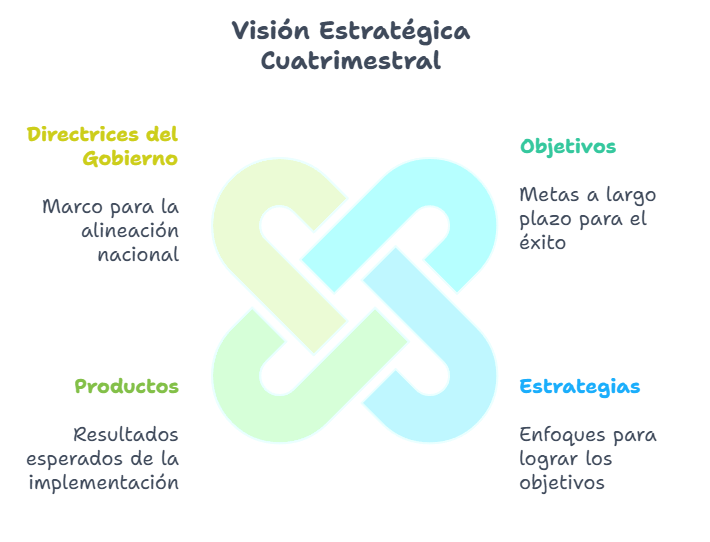 Visión Estratégica
Cuatrimestral
Directrices del
Gobierno
Marco para la
alineación
nacional
Objetivos
Metas a largo
plazo para el
éxito
Productos
Resultados
esperados de la
implementación
Estrategias
Enfoques para
lograr los
objetivos